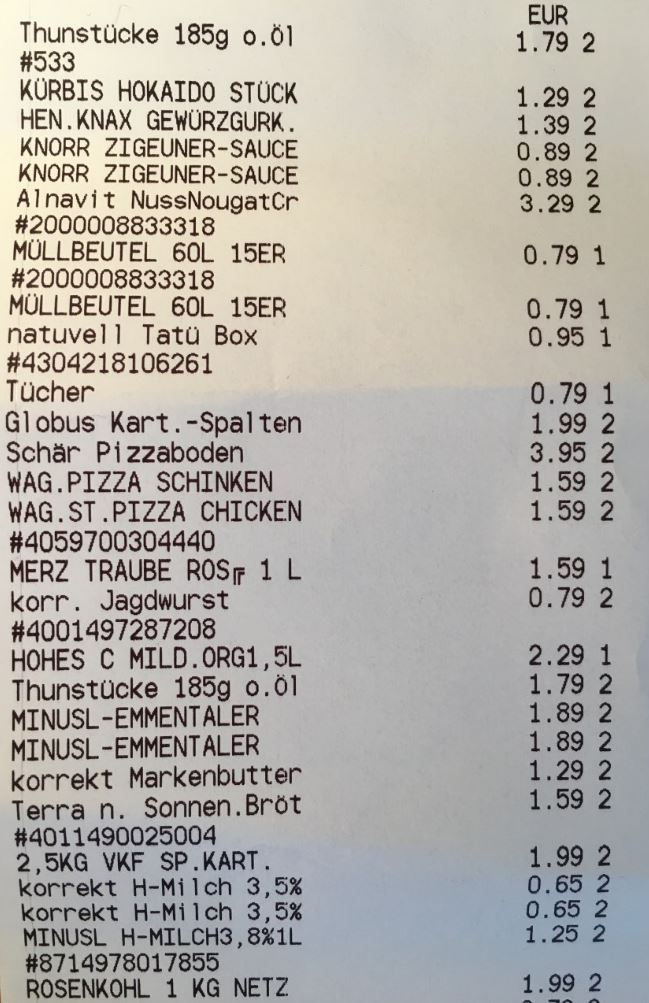 EUR
Thunstücke 185g o.Öl 1.79 2
#533
KÜRBIS HOKAIDO STÜCK 1.29 2
HEN.KNAX GEWÜRZGURK. 1.39 2
KNORR ZIGEUNER-SAUCE 0.89 2
KNORR ZIGEUNER-SAUCE 0.89 2
Alnavit NussNougatCr 3.29 2
#2000008833318
MÜLLBEUTEL 60L 15ER 0.79 1
#2000008833318
MÜLLBEUTEL 60L 15ER 0.79 1
natuvell Tatü Box 0.95 1
#4304218106261
Tücher 0.79 1
Globus Kart.-Spalten 1.99 2
Schär Pizzaboden 3.95 2
WAG.PIZZA SCHINKEN 1.59 2
WAG.ST.PIZZA CHICKEN 1.59 2
#4059700304440
MERZ TRAUBE ROS╔ 1 L 1.59 1
korr. Jagdwurst 0.79 2
#4001497287208
HOHES C MILD.ORG1,5L 2.29 1
Thunstücke 185g o.Öl 1.79 2
MINUSL-EMMENTALER 1.89 2
MINUSL-EMMENTALER 1.89 2
korrekt Markenbutter 1.29 2
Terra n. Sonnen.Bröt 1.59 2
#4011490025004
2,5KG VKF SP.KART. 1.99 2
korrekt H-Milch 3,5% 0.65 2
korrekt H-Milch 3,5% 0.65 2
MINUSL H-MILCH3,8%1L 1.25 2
#8714978017855
ROSENKOHL 1 KG NETZ 1.99 2